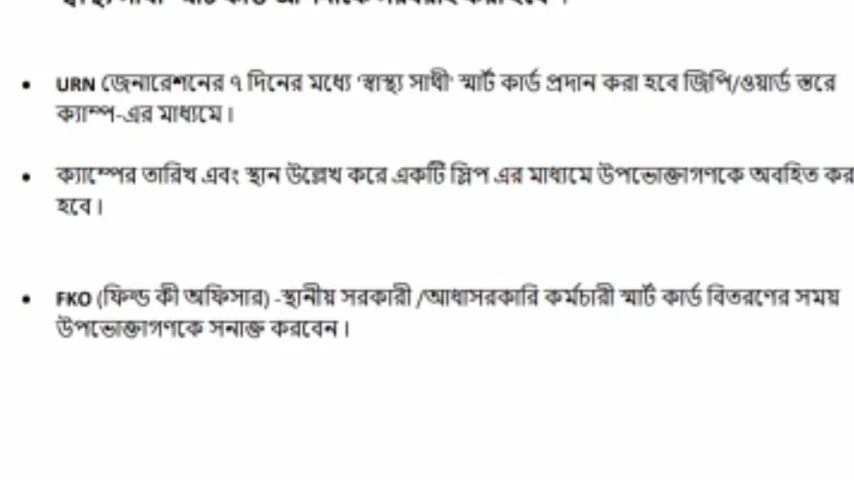 • URN জেনারেশনের ৭ দিনের মধ্যে 'স্বাস্থ্য সাথী' স্মার্ট কার্ড প্রদান করা হবে জিপি/ওয়ার্ড স্তরে
ক্যাম্প-এর মাধ্যমে।
• ক্যাম্পের তারিখ এবং স্থান উল্লেখ করে একটি স্লিপ এর মাধ্যমে উপভোক্তাগণকে অবহিত কর
হবে।
• FKO (ফিল্ড কী অফিসার) -স্থানীয় সরকারী /আধাসরকারি কর্মচারী স্মার্ট কার্ড বিতরণের সময়
উপভোক্তাগণকে সনাক্ত করবেন।